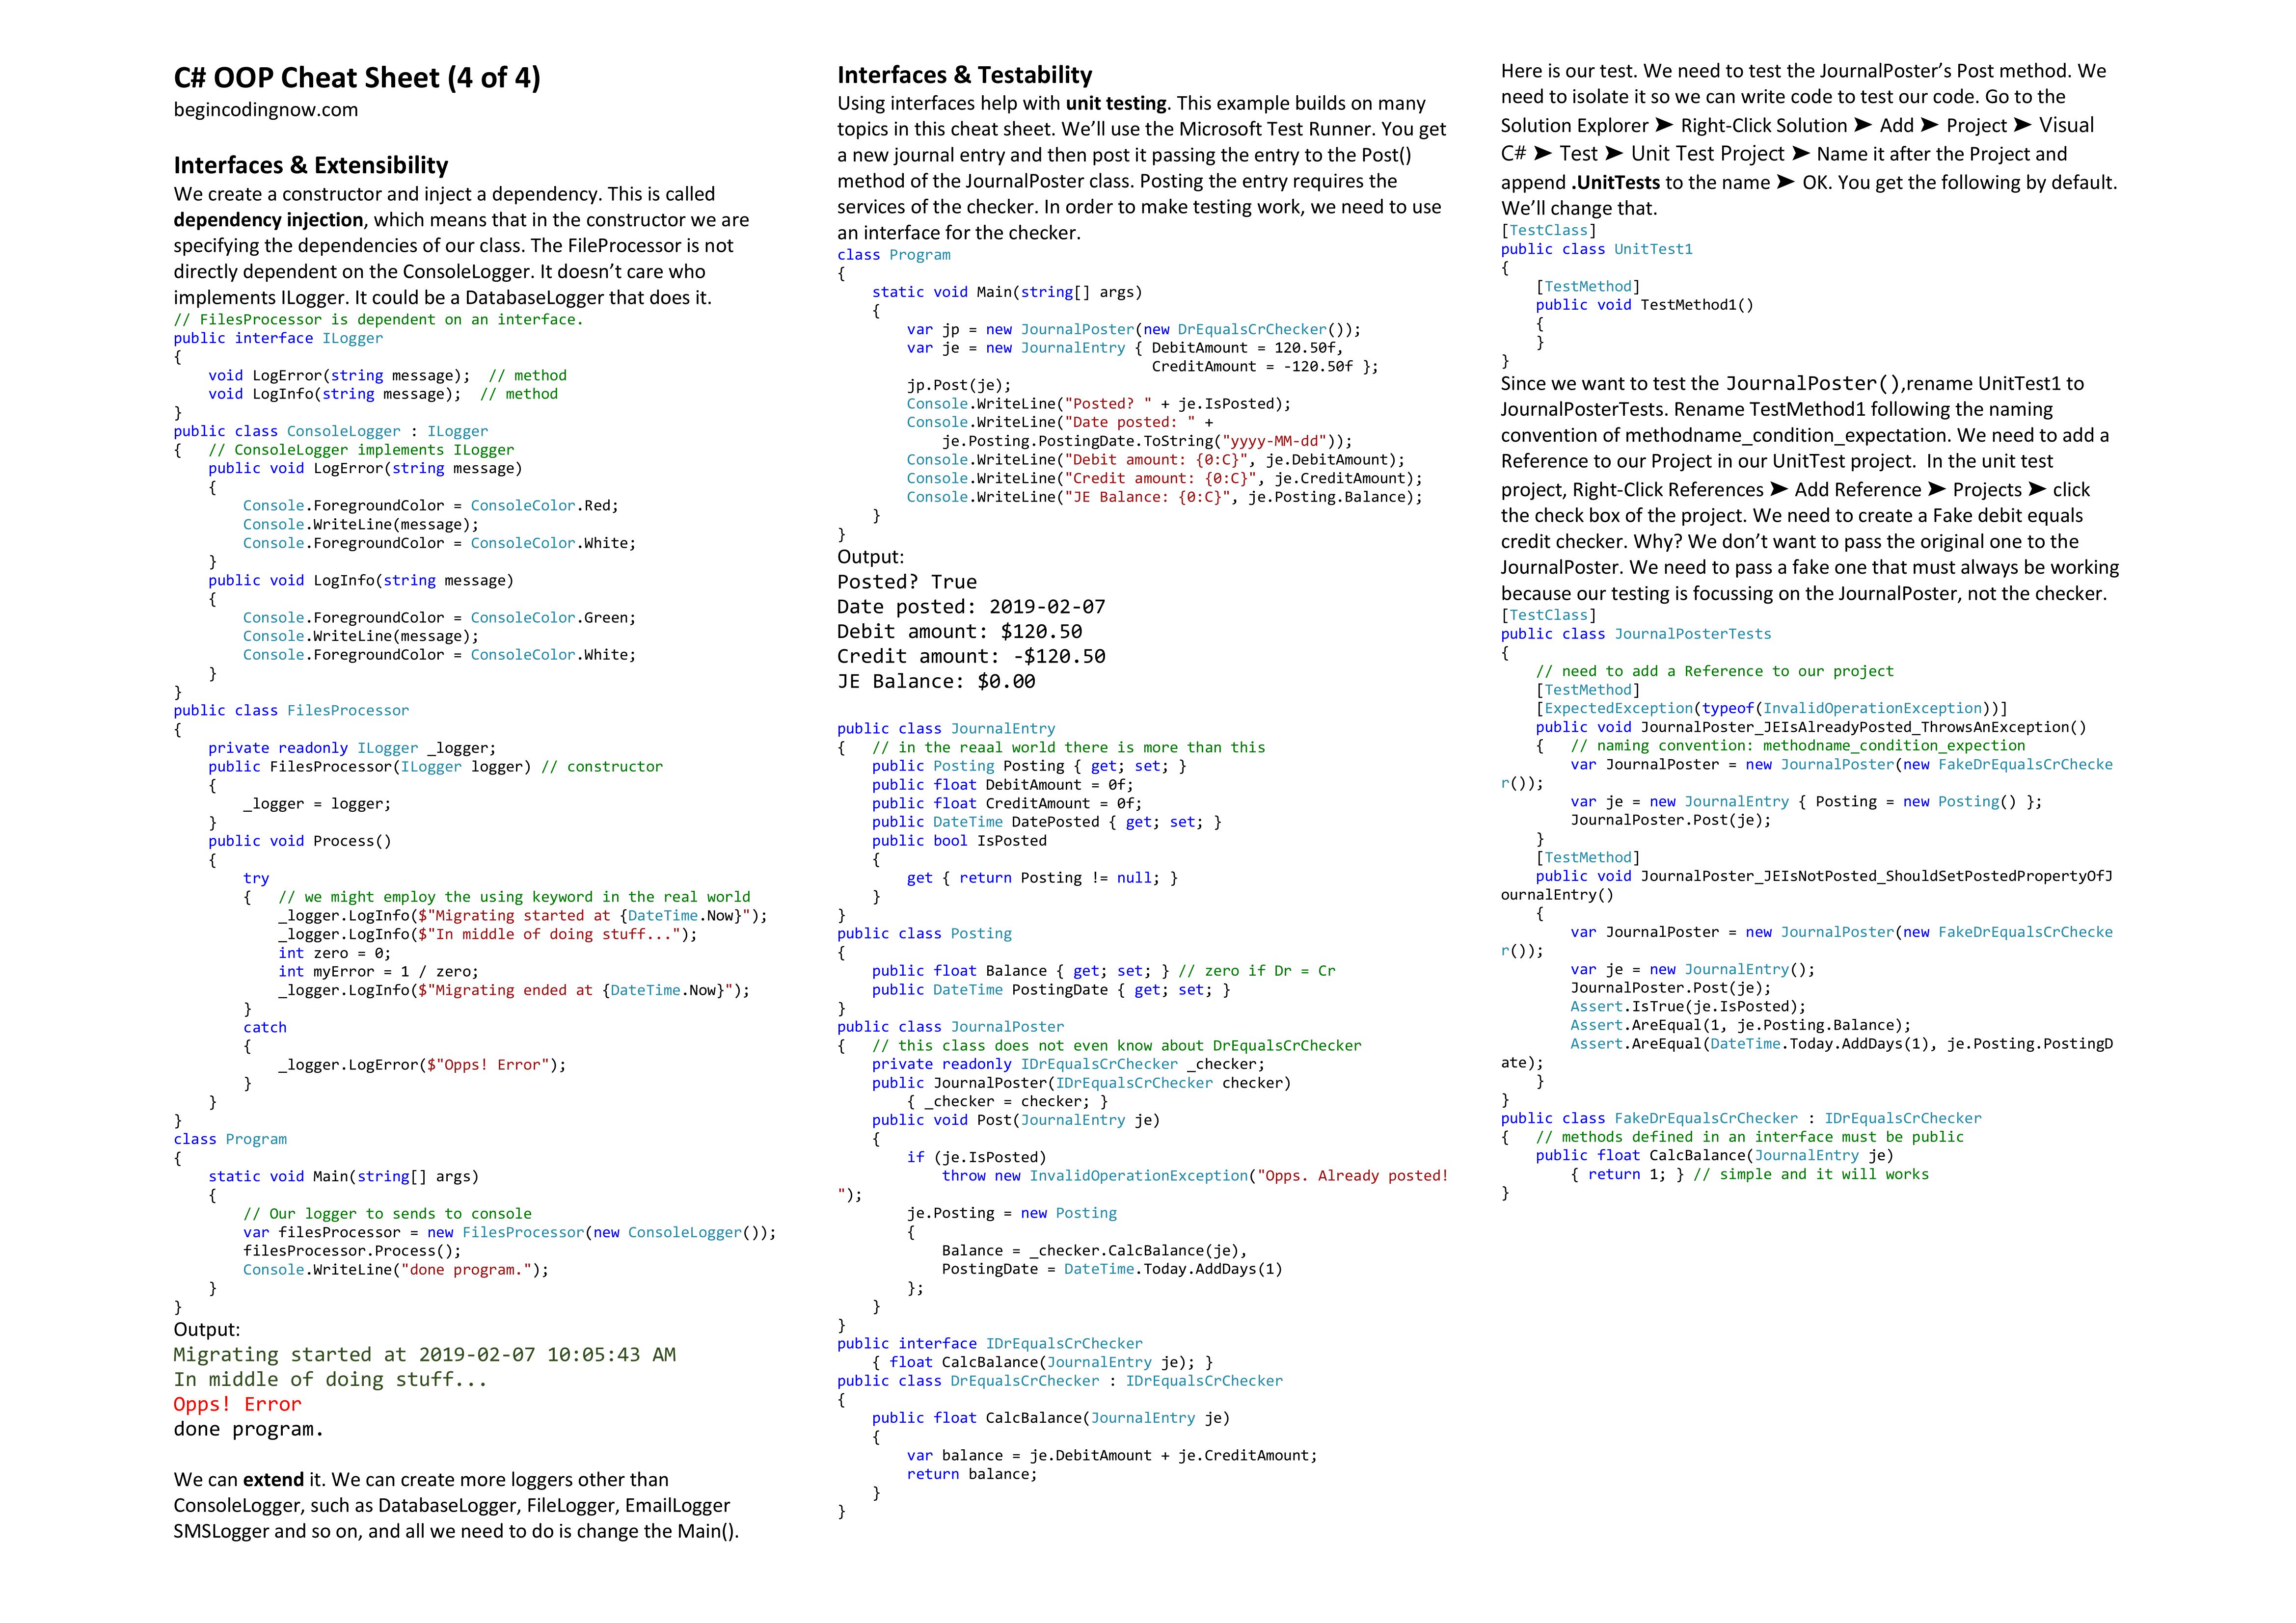 C# OOP Cheat Sheet (4 of 4)
begincodingnow.com
Interfaces & Extensibility
We create a constructor and inject a dependency. This is called
dependency injection, which means that in the constructor we are
specifying the dependencies of our class. The FileProcessor is not
directly dependent on the ConsoleLogger. It doesn’t care who
implements ILogger. It could be a DatabaseLogger that does it.
// FilesProcessor is dependent on an interface.
public interface ILogger
{
    void LogError(string message);  // method
    void LogInfo(string message);  // method
}
public class ConsoleLogger : ILogger
{   // ConsoleLogger implements ILogger
    public void LogError(string message)
    {
        Console.ForegroundColor = ConsoleColor.Red;
        Console.WriteLine(message);
        Console.ForegroundColor = ConsoleColor.White;
    }
    public void LogInfo(string message)
    {
        Console.ForegroundColor = ConsoleColor.Green;
        Console.WriteLine(message);
        Console.ForegroundColor = ConsoleColor.White;
    }
}
public class FilesProcessor
{
    private readonly ILogger _logger;
    public FilesProcessor(ILogger logger) // constructor
    {
        _logger = logger;
    }
    public void Process()
    {
        try
        {   // we might employ the using keyword in the real world
            _logger.LogInfo($"Migrating started at {DateTime.Now}");
            _logger.LogInfo($"In middle of doing stuff...");
            int zero = 0;
            int myError = 1 / zero;
            _logger.LogInfo($"Migrating ended at {DateTime.Now}");
        }
        catch
        {
            _logger.LogError($"Opps! Error");
        }
    }
}
class Program
{
    static void Main(string[] args)
    {
        // Our logger to sends to console
        var filesProcessor = new FilesProcessor(new ConsoleLogger());
        filesProcessor.Process();
        Console.WriteLine("done program.");
    }
}
Output:
Migrating started at 2019-02-07 10:05:43 AM
In middle of doing stuff...
Opps! Error
done program.
We can extend it. We can create more loggers other than
ConsoleLogger, such as DatabaseLogger, FileLogger, EmailLogger
SMSLogger and so on, and all we need to do is change the Main().
Interfaces & Testability
Using interfaces help with unit testing. This example builds on many
topics in this cheat sheet. We’ll use the Microsoft Test Runner. You get
a new journal entry and then post it passing the entry to the Post()
method of the JournalPoster class. Posting the entry requires the
services of the checker. In order to make testing work, we need to use
an interface for the checker.
class Program
{
    static void Main(string[] args)
    {
        var jp = new JournalPoster(new DrEqualsCrChecker());
        var je = new JournalEntry { DebitAmount = 120.50f,
                                    CreditAmount = -120.50f };
        jp.Post(je);
        Console.WriteLine("Posted? " + je.IsPosted);
        Console.WriteLine("Date posted: " +
            je.Posting.PostingDate.ToString("yyyy-MM-dd"));
        Console.WriteLine("Debit amount: {0:C}", je.DebitAmount);
        Console.WriteLine("Credit amount: {0:C}", je.CreditAmount);
        Console.WriteLine("JE Balance: {0:C}", je.Posting.Balance);
    }
}
Output:
Posted? True
Date posted: 2019-02-07
Debit amount: $120.50
Credit amount: -$120.50
JE Balance: $0.00
public class JournalEntry
{   // in the reaal world there is more than this
    public Posting Posting { get; set; }
    public float DebitAmount = 0f;
    public float CreditAmount = 0f;
    public DateTime DatePosted { get; set; }
    public bool IsPosted
    {
        get { return Posting != null; }
    }
}
public class Posting
{
    public float Balance { get; set; } // zero if Dr = Cr
    public DateTime PostingDate { get; set; }
}
public class JournalPoster
{   // this class does not even know about DrEqualsCrChecker
    private readonly IDrEqualsCrChecker _checker;
    public JournalPoster(IDrEqualsCrChecker checker)
        { _checker = checker; }
    public void Post(JournalEntry je)
    {
        if (je.IsPosted)
            throw new InvalidOperationException("Opps. Already posted!
");
        je.Posting = new Posting
        {
            Balance = _checker.CalcBalance(je),
            PostingDate = DateTime.Today.AddDays(1)
        };
    }
}
public interface IDrEqualsCrChecker
    { float CalcBalance(JournalEntry je); }
public class DrEqualsCrChecker : IDrEqualsCrChecker
{
    public float CalcBalance(JournalEntry je)
    {
        var balance = je.DebitAmount + je.CreditAmount;
        return balance;
    }
}
Here is our test. We need to test the JournalPoster’s Post method. We
need to isolate it so we can write code to test our code. Go to the
Solution Explorer ➤ Right-Click Solution ➤ Add ➤ Project ➤ Visual
C# ➤ Test ➤ Unit Test Project ➤ Name it after the Project and
append .UnitTests to the name ➤ OK. You get the following by default.
We’ll change that.
[TestClass]
public class UnitTest1
{
    [TestMethod]
    public void TestMethod1()
    {
    }
}
Since we want to test the JournalPoster(),rename UnitTest1 to
JournalPosterTests. Rename TestMethod1 following the naming
convention of methodname_condition_expectation. We need to add a
Reference to our Project in our UnitTest project.  In the unit test
project, Right-Click References ➤ Add Reference ➤ Projects ➤ click
the check box of the project. We need to create a Fake debit equals
credit checker. Why? We don’t want to pass the original one to the
JournalPoster. We need to pass a fake one that must always be working
because our testing is focussing on the JournalPoster, not the checker.
[TestClass]
public class JournalPosterTests
{
    // need to add a Reference to our project
    [TestMethod]
    [ExpectedException(typeof(InvalidOperationException))]
    public void JournalPoster_JEIsAlreadyPosted_ThrowsAnException()
    {   // naming convention: methodname_condition_expection
        var JournalPoster = new JournalPoster(new FakeDrEqualsCrChecke
r());
        var je = new JournalEntry { Posting = new Posting() };
        JournalPoster.Post(je);
    }
    [TestMethod]
    public void JournalPoster_JEIsNotPosted_ShouldSetPostedPropertyOfJ
ournalEntry()
    {
        var JournalPoster = new JournalPoster(new FakeDrEqualsCrChecke
r());
        var je = new JournalEntry();
        JournalPoster.Post(je);
        Assert.IsTrue(je.IsPosted);
        Assert.AreEqual(1, je.Posting.Balance);
        Assert.AreEqual(DateTime.Today.AddDays(1), je.Posting.PostingD
ate);
    }
}
public class FakeDrEqualsCrChecker : IDrEqualsCrChecker
{   // methods defined in an interface must be public
    public float CalcBalance(JournalEntry je)
        { return 1; } // simple and it will works
}